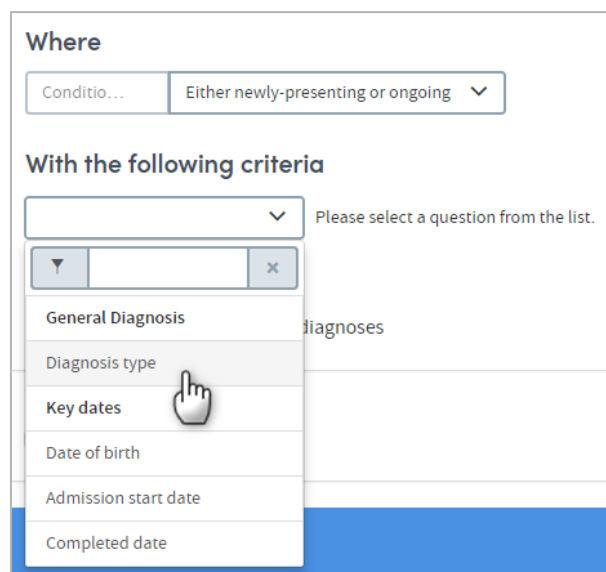 Where
Conditio...
Either newly-presenting or ongoing
With the following criteria
Please select a question from the list.
General Diagnosis
diagnoses
Diagnosis type
Key dates
Date of birth
Admission start date
Completed date